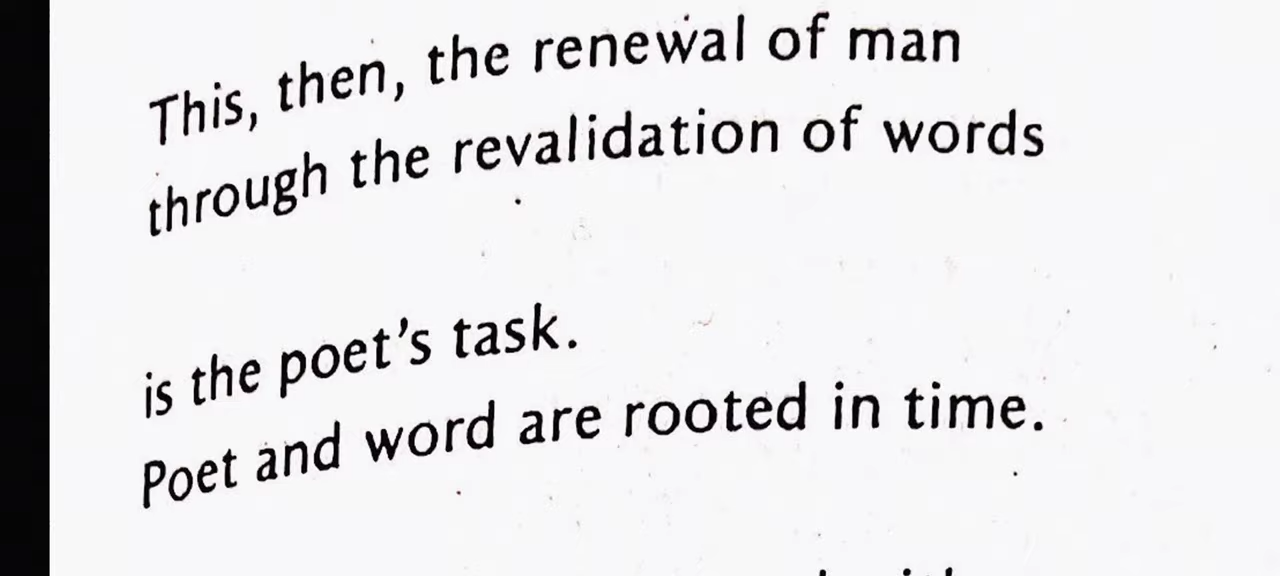 This, then, the renewal of man
through the revalidation of words
is the poet’s task.
Poet and word are rooted in time.